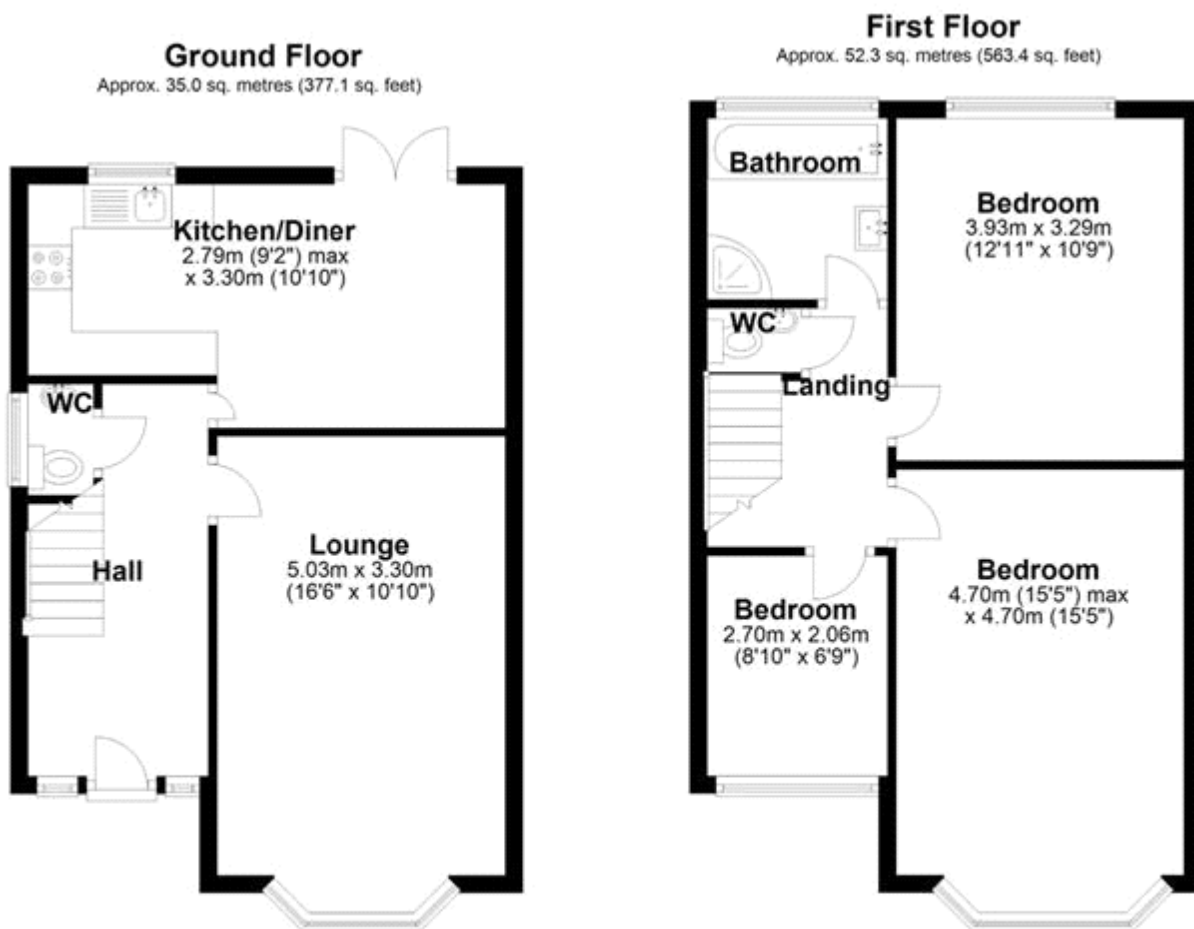 Ground Floor
Approx. 35.0 sq. metres (377.1 sq. feet)
Kitchen/Diner
2.79m (9'2") max
x 3.30m (10'10")
WC
Hall
Lounge
5.03m x 3.30m
(16'6" x 10'10")
First Floor
Approx. 52.3 sq. metres (563.4 sq. feet)
Bathroom
Bedroom
3.93m x 3.29m
(12'11" x 10'9")
WC
Landing
Bedroom
2.70m x 2.06m
(8'10" x 6'9")
Bedroom
4.70m (15'5") max
x 4.70m (15'5")